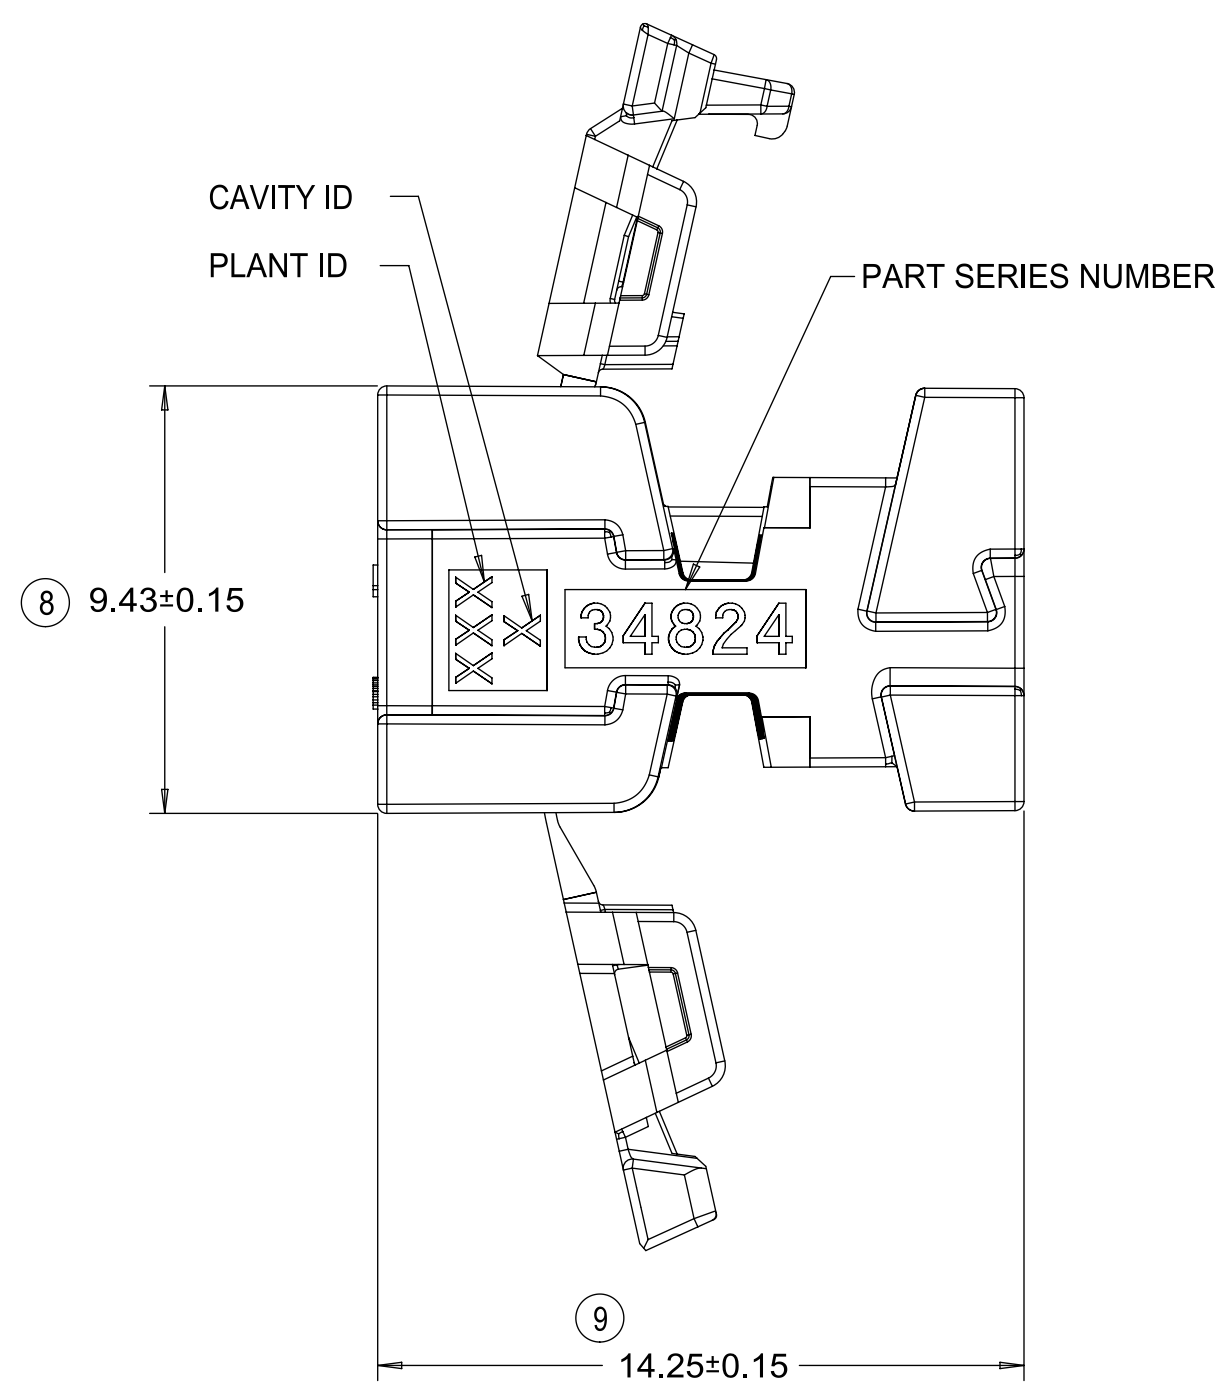 CAVITY ID
PLANT ID
PART SERIES NUMBER
8 9.43±0.15
XXX
X
34824
9
14.25±0.15